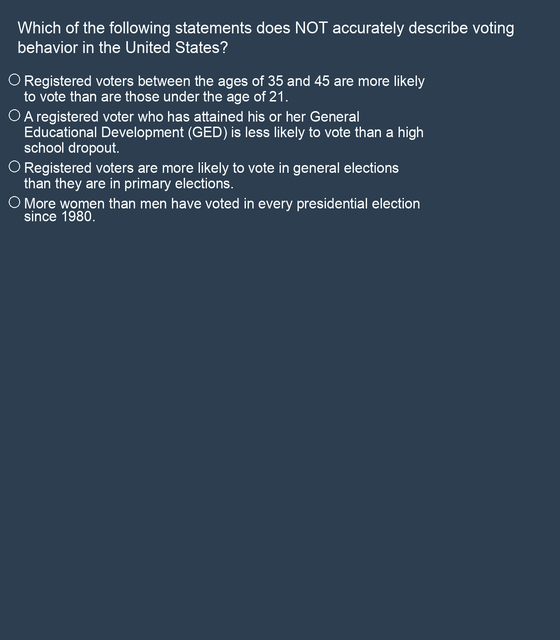 Which of the following statements does NOT accurately describe voting
behavior in the United States?
Registered voters between the ages of 35 and 45 are more likely
to vote than are those under the age of 21.
A registered voter who has attained his or her General
Educational Development (GED) is less likely to vote than a high
school dropout.
Registered voters are more likely to vote in general elections
than they are in primary elections.
More women than men have voted in every presidential election
since 1980.